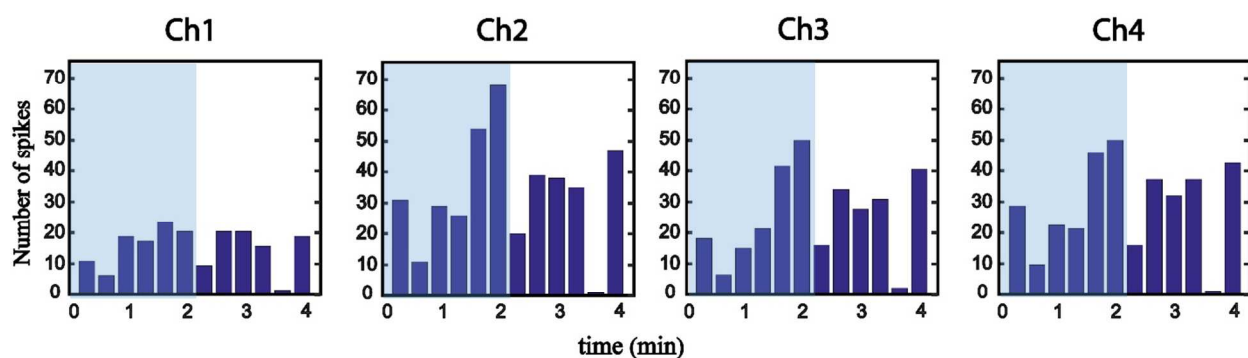 Ch1 Ch2 Ch3 Ch4
Number of spikes
70 70 70 70
60 60 60 60
50 50 50 50
40 40 40 40
30 30 30 30
20 20 20 20
10 10 10 10
0 0 0 0
0 1 2 3 4 0 1 2 3 4 0 1 2 3 4 0 1 2 3 4
time (min)